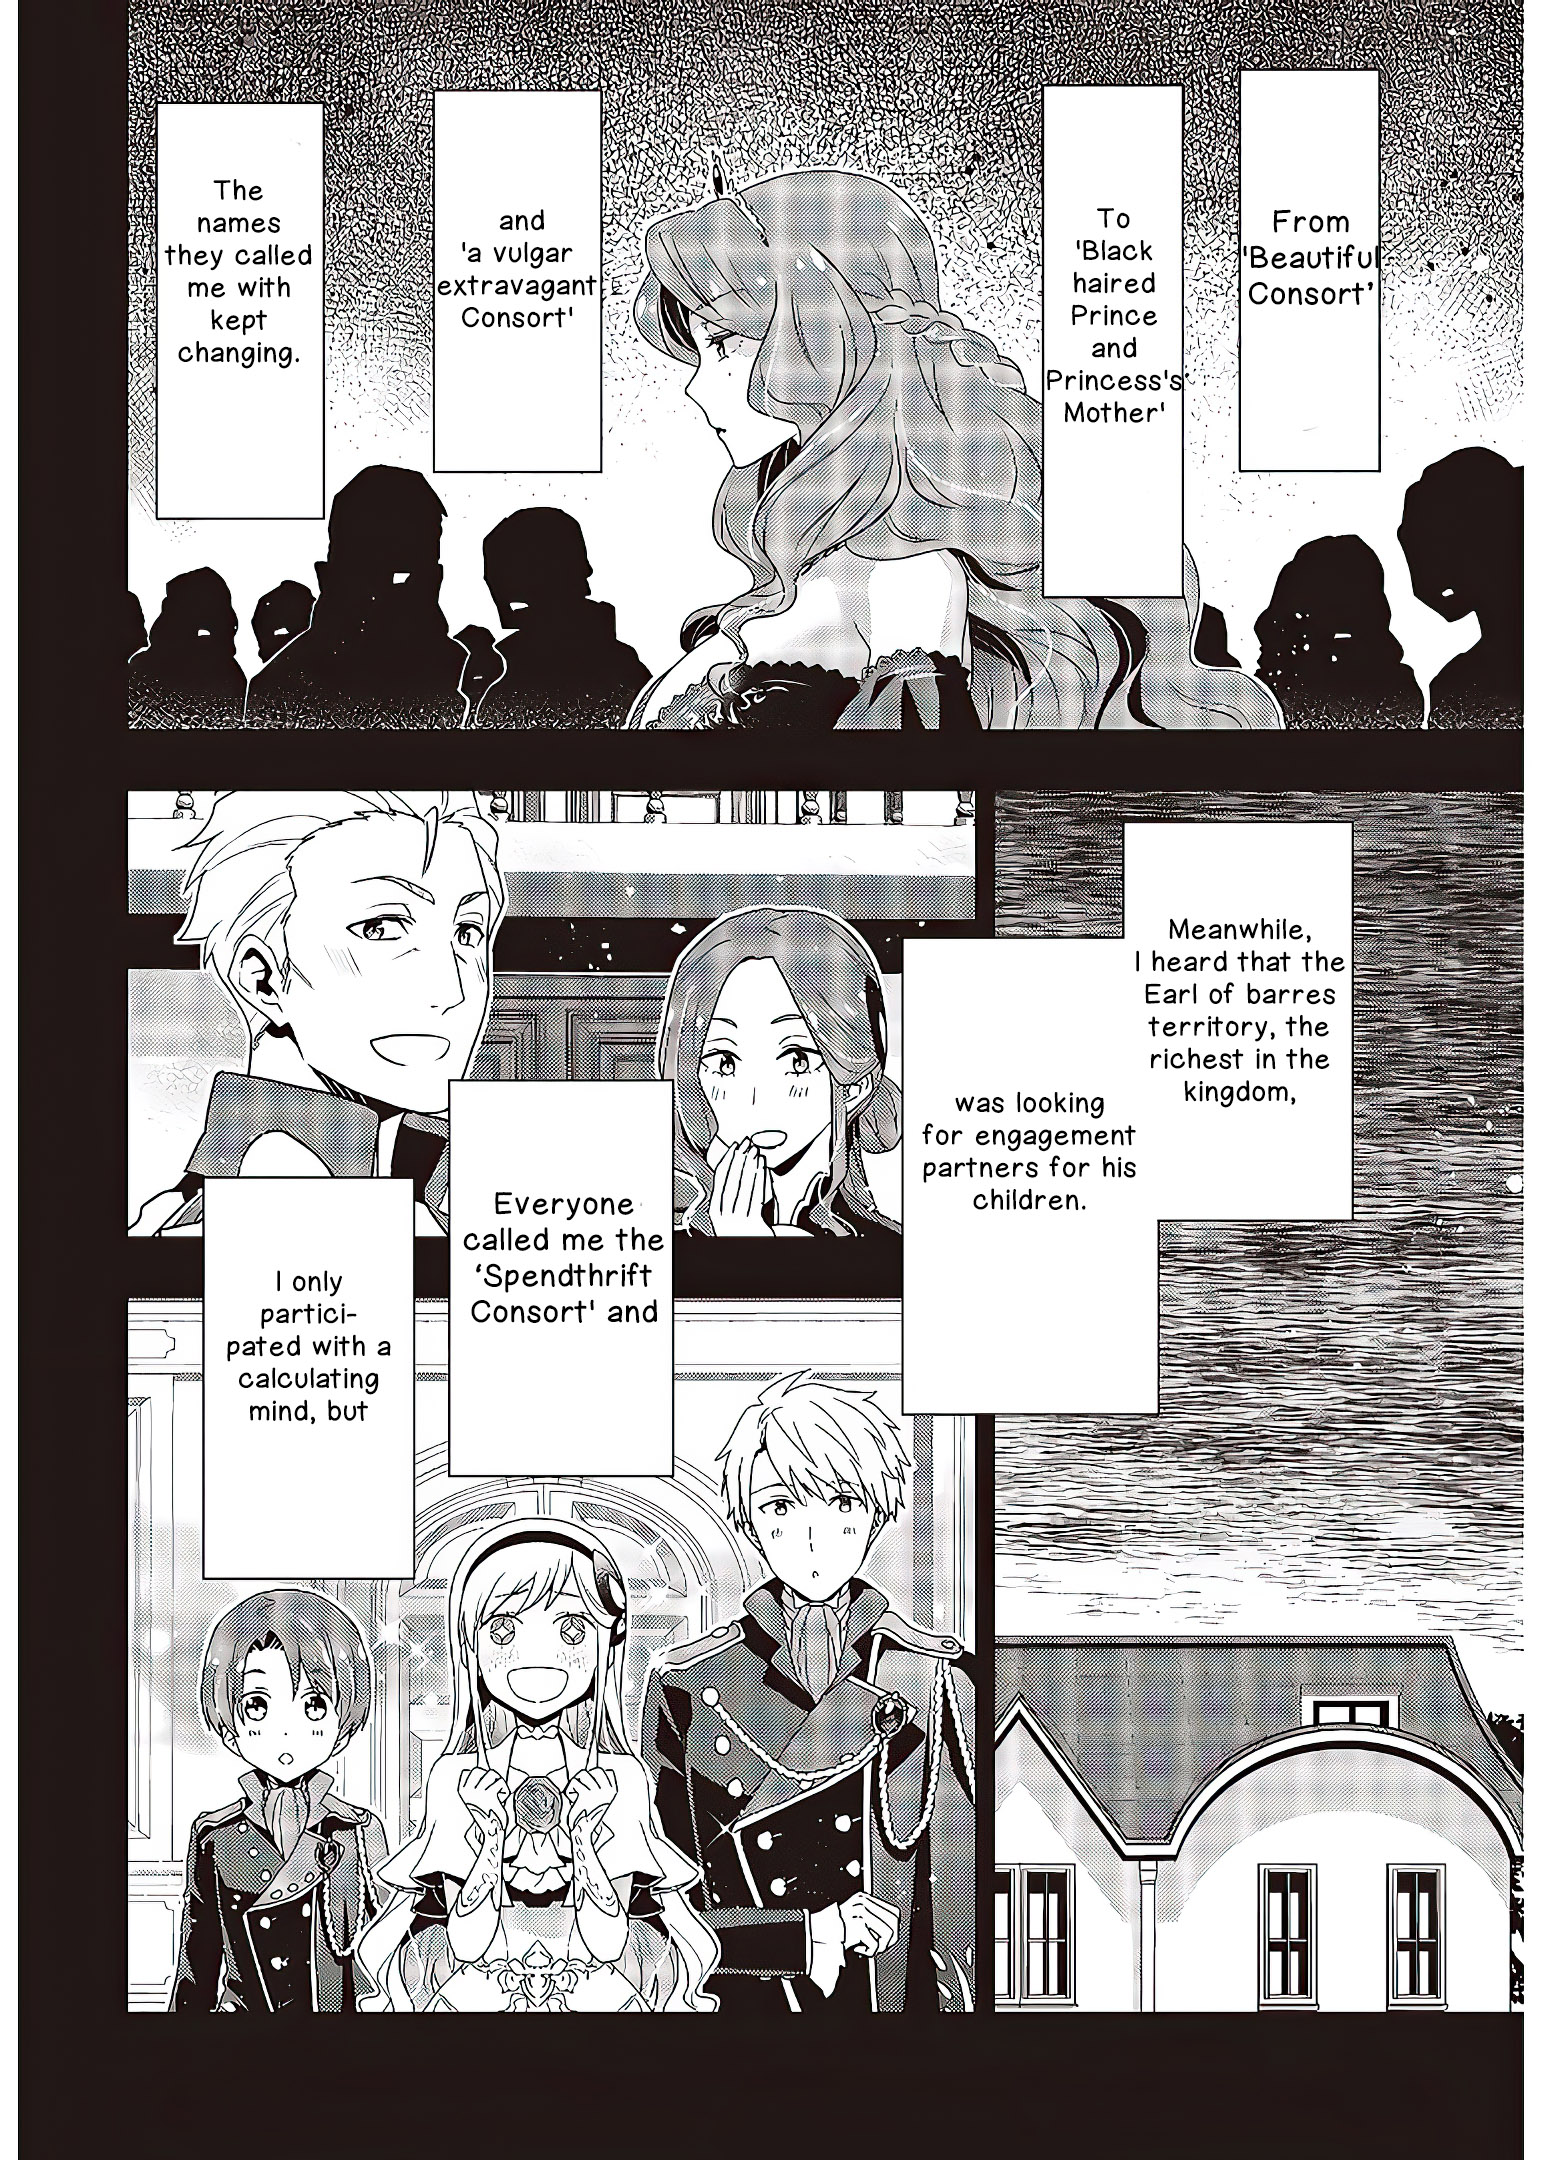 From
'Beautiful
Consort'
To
'Black
haired
Prince
and
Princess's
Mother'
and
'a vulgar
extravagant
Consort'
The
names
they called
me with
kept
changing.
Meanwhile,
I heard that the
Earl of barres
territory, the
richest in the
kingdom,
was looking
for engagement
partners for his
children.
Everyone
called me the
‘Spendthrift
Consort' and
I only
partici-
pated with a
calculating
mind, but